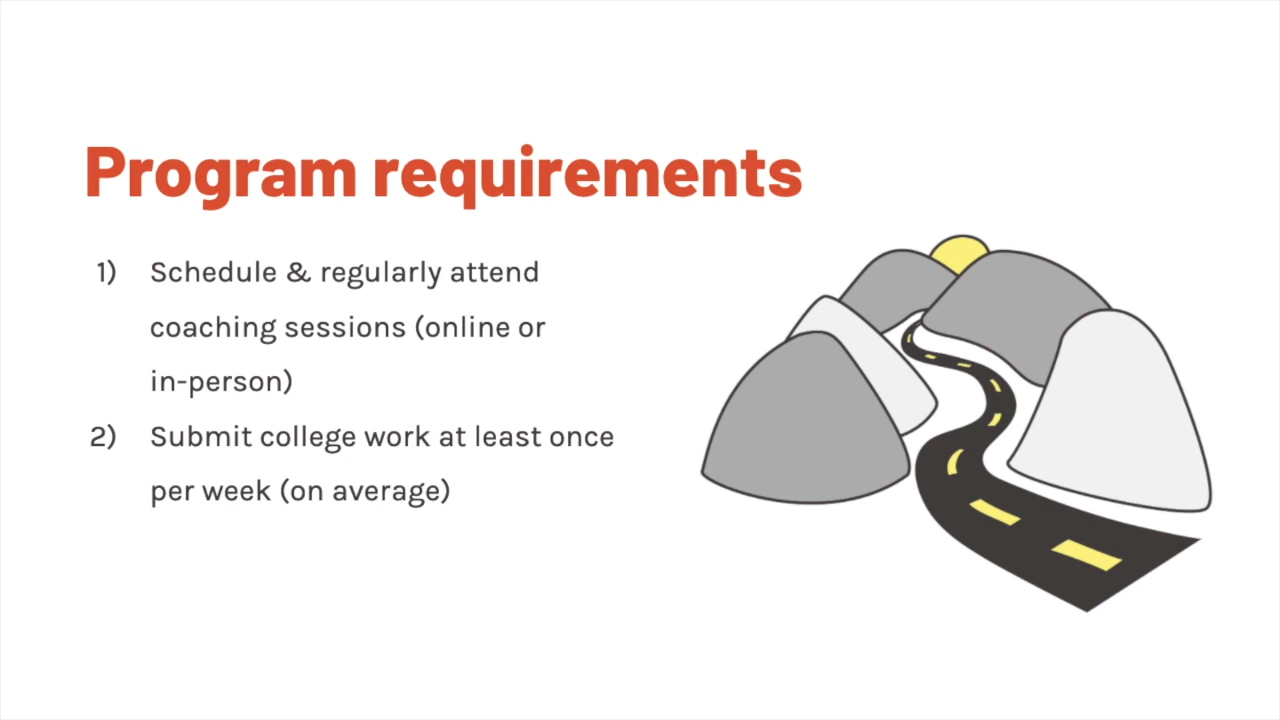 Program requirements
1) Schedule & regularly attend
coaching sessions (online or
in-person)
2) Submit college work at least once
per week (on average)